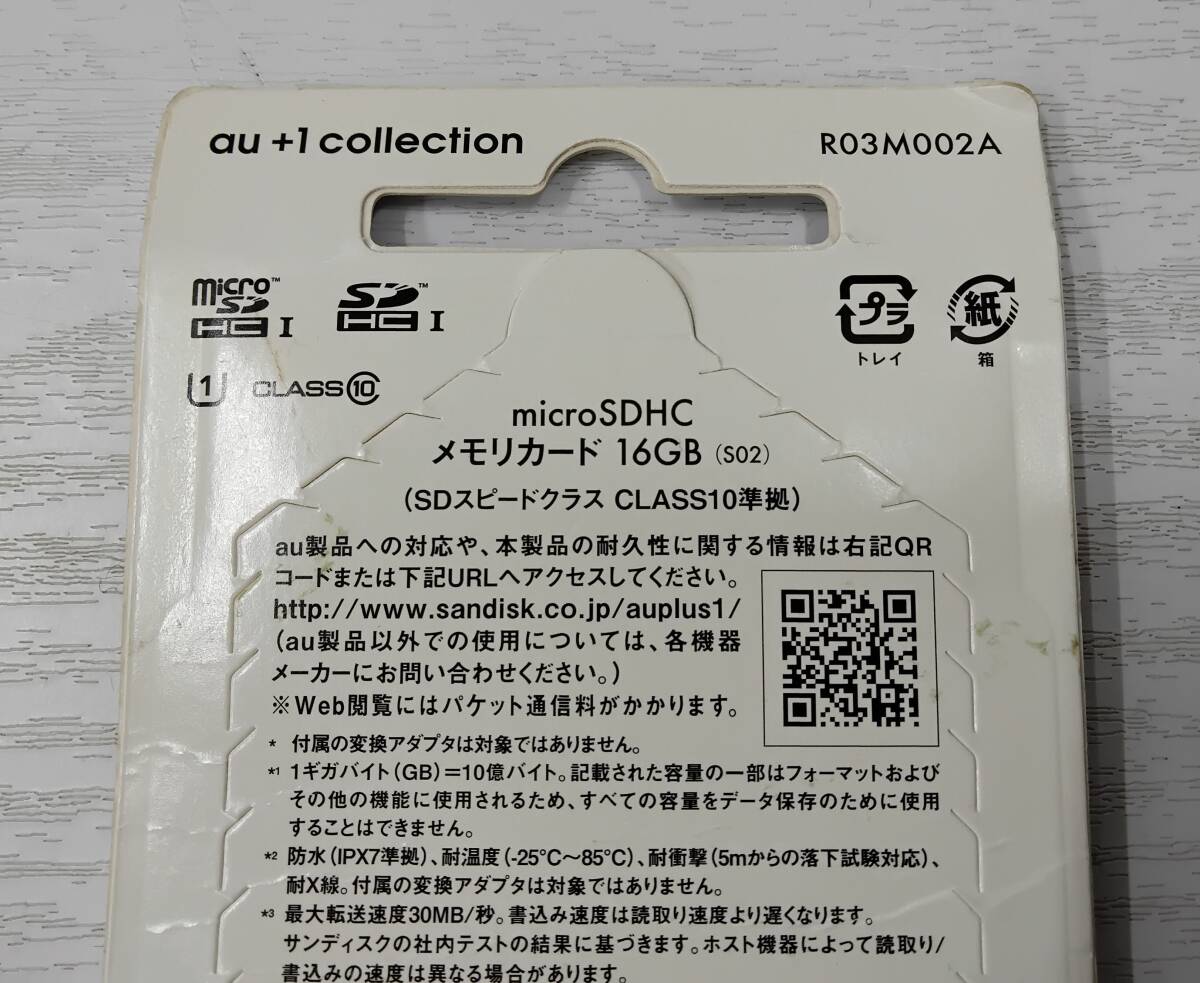 au +1 collection
R03M002A
micro SD HC I
SD HC I
プラ
トレイ
紙
箱
1 CLASS10
microSDHC
メモリカード 16GB (S02)
(SDスピードクラス CLASS10準拠)
au製品への対応や、本製品の耐久性に関する情報は右記QR
コードまたは下記URLへアクセスしてください。
http://www.sandisk.co.jp/auplus1/
(au製品以外での使用については、各機器
メーカーにお問い合わせください。)
※Web閲覧にはパケット通信料がかかります。
* 付属の変換アダプタは対象ではありません。
*1 1ギガバイト(GB)=10億バイト。記載された容量の一部はフォーマットおよび
その他の機能に使用されるため、すべての容量をデータ保存のために使用
することはできません。
*2 防水(IPX7準拠)、耐温度(-25℃～85℃)、耐衝撃(5mからの落下試験対応)、
耐X線。付属の変換アダプタは対象ではありません。
*3 最大転送速度30MB/秒。書込み速度は読取り速度より遅くなります。
サンディスクの社内テストの結果に基づきます。ホスト機器によって読取り/
書込みの速度は異なる場合があります。